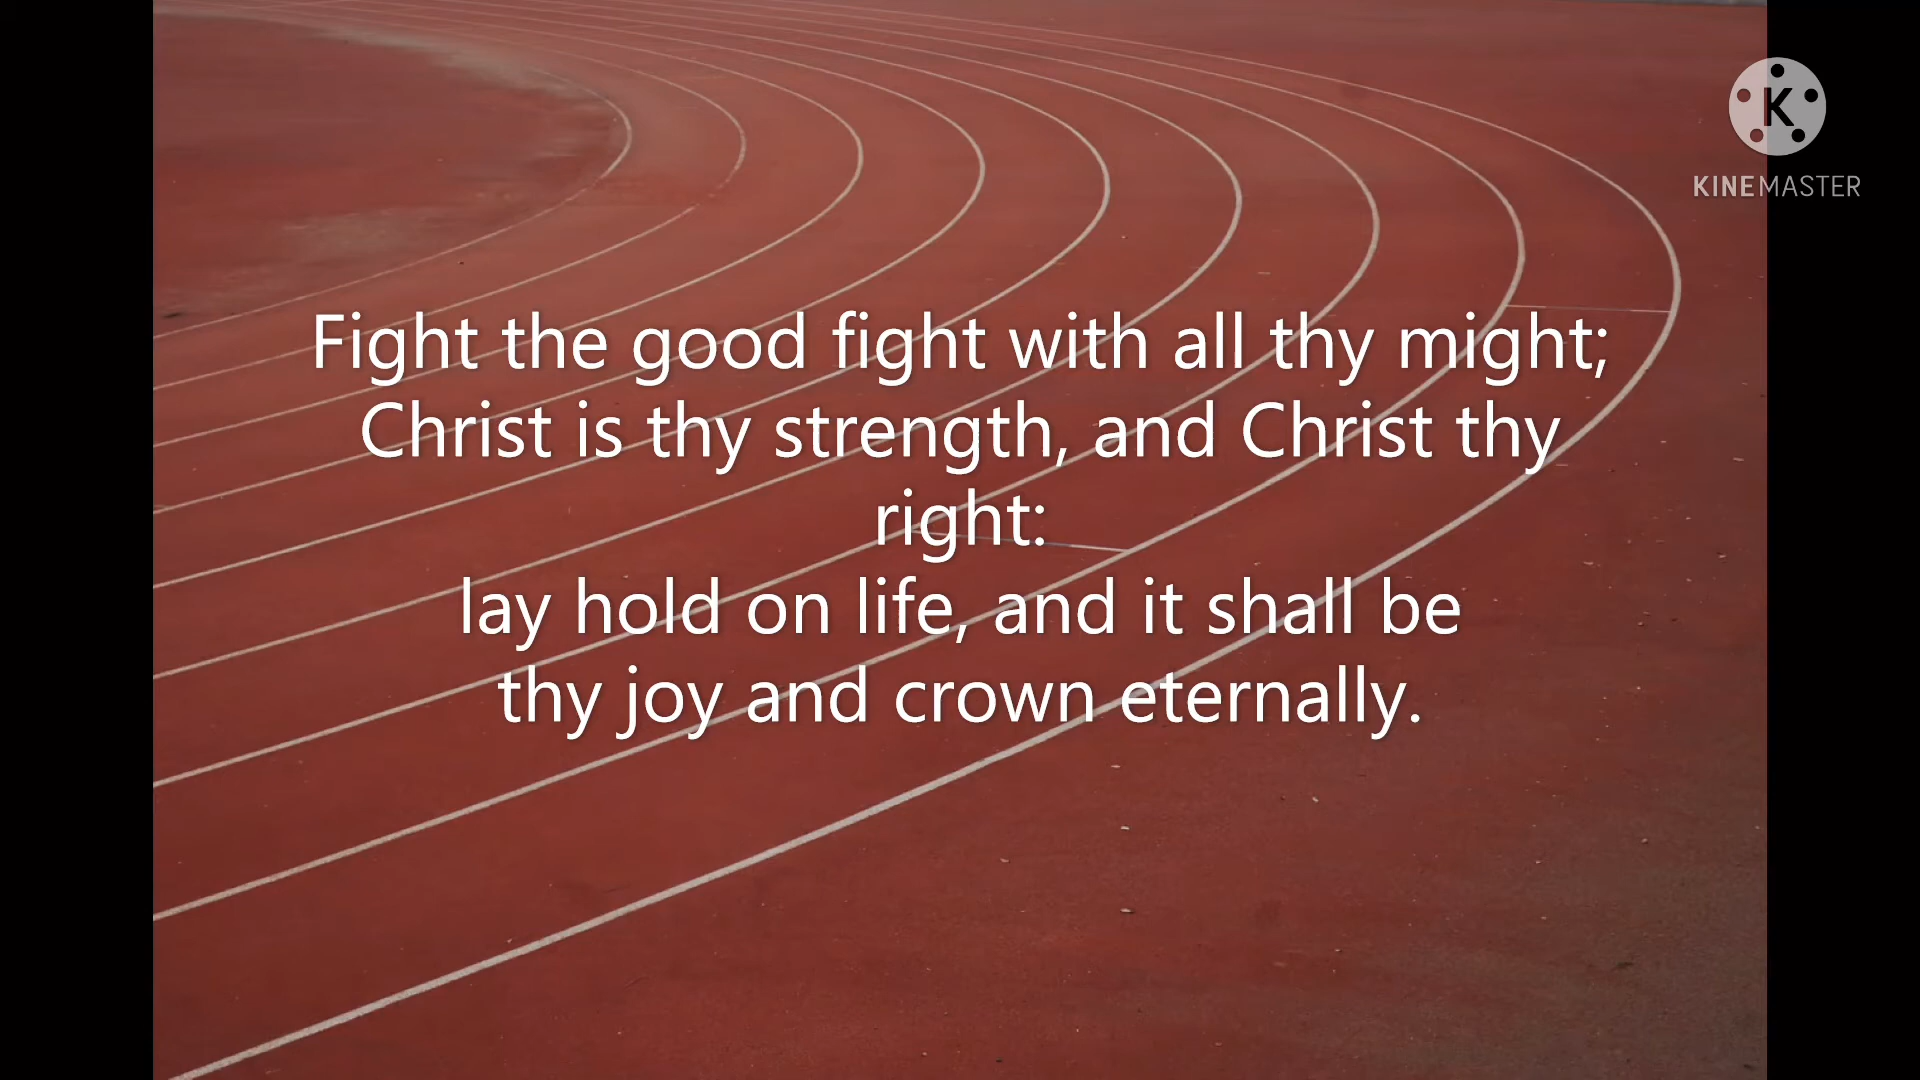 K
KINEMASTER
Fight the good fight with all thy might;
Christ is thy strength, and Christ thy
right:
lay hold on life, and it shall be
thy joy and crown eternally.